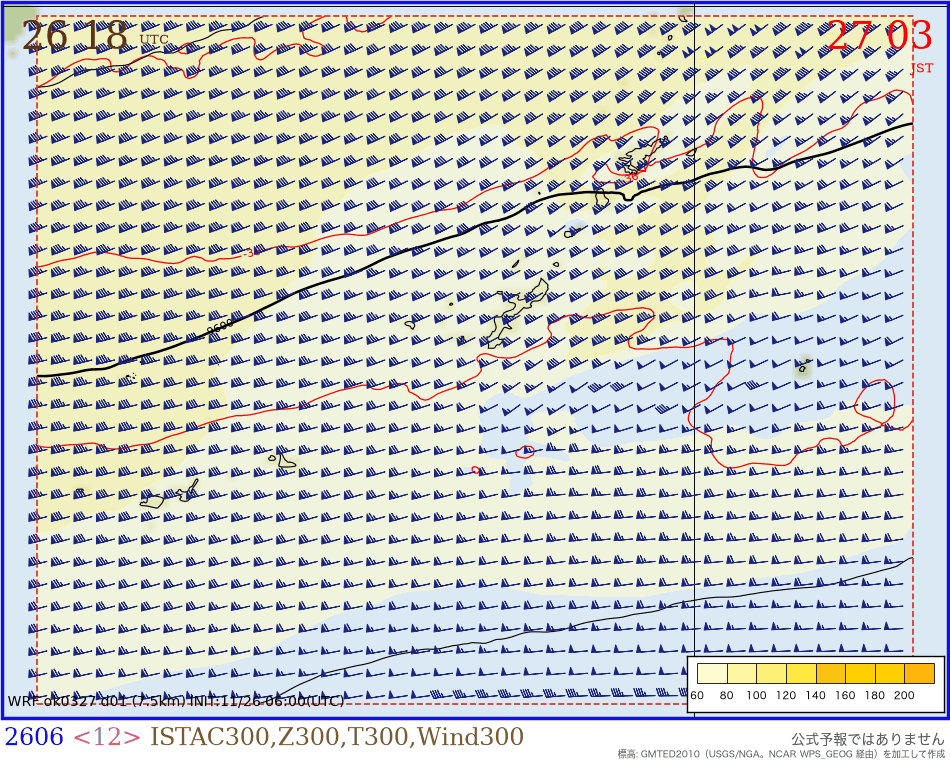 26 18 UTC
27 03
JST
-30
9600
WRF ok0327 d01 (7.5km) INIT:11/26 06:00(UTC)
60 80 100 120 140 160 180 200
2606 <12> ISTAC300,Z300,T300,Wind300
公式予報ではありません
標高: GMTED2010（USGS/NGA。NCAR WPS_GEOG 経由）を加工して作成